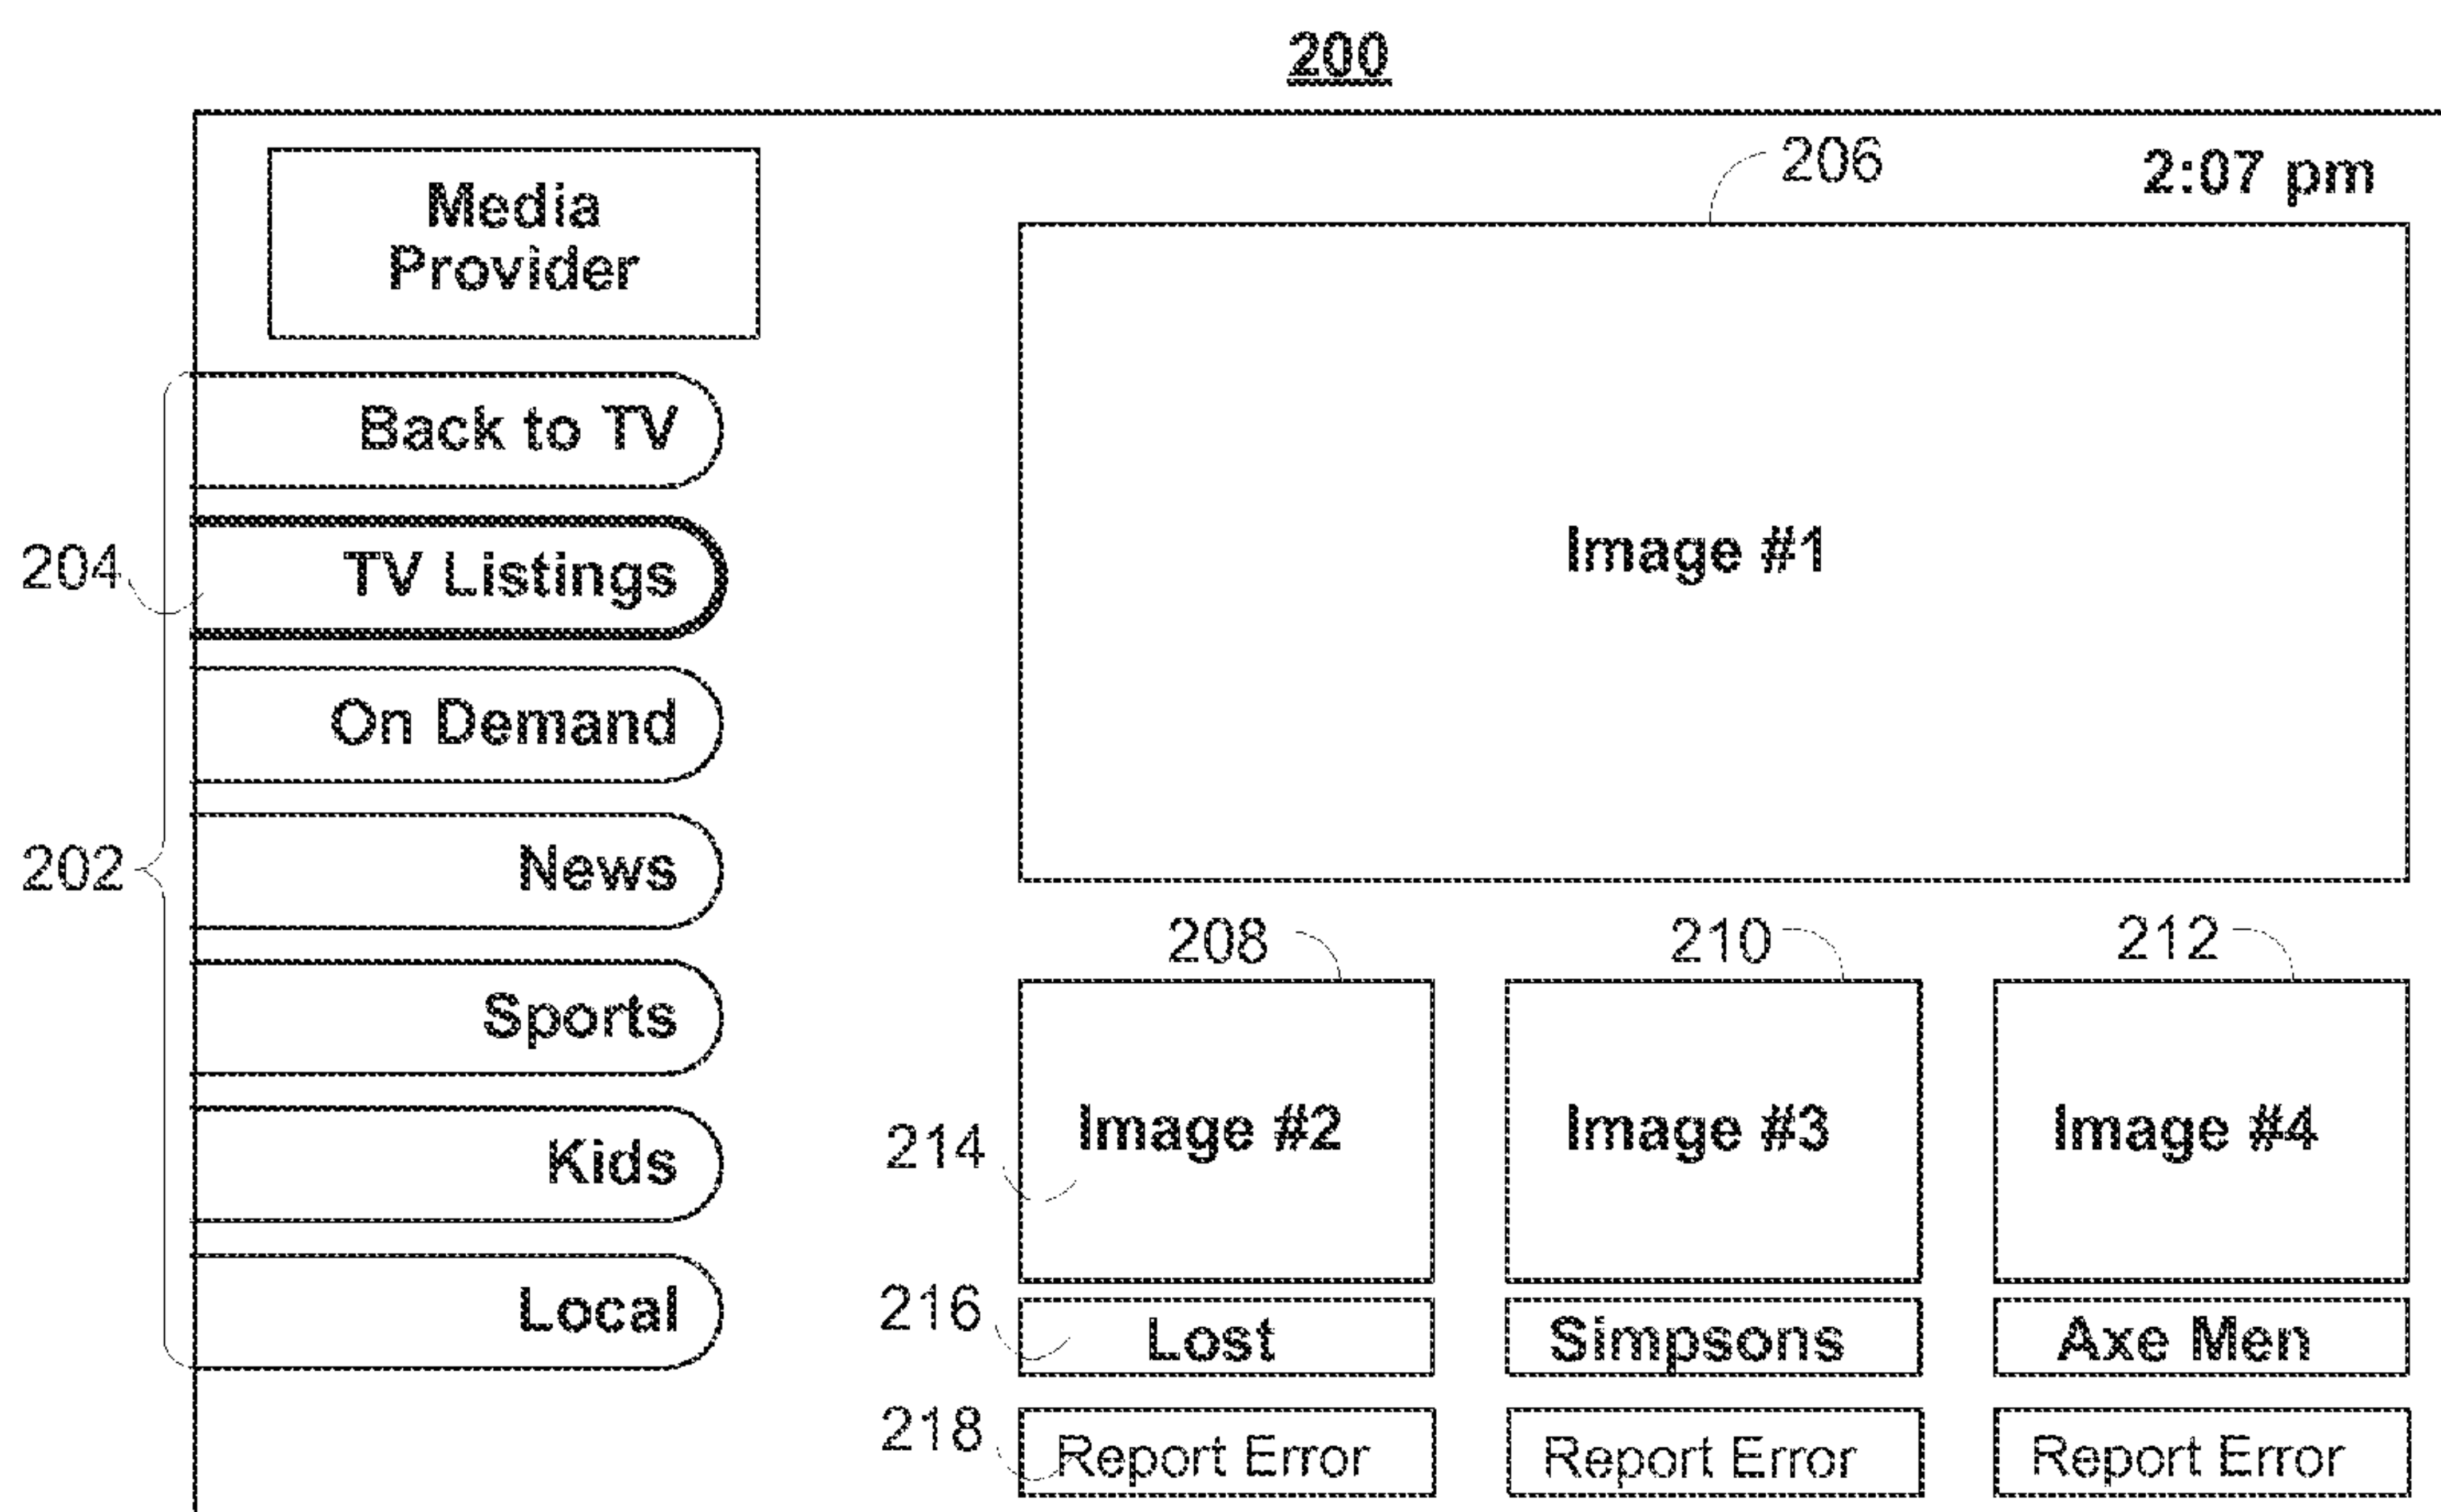 200
206
2:07 pm
Media
Provider
Back to TV
204
TV Listings
On Demand
202
News
Sports
Kids
Local
Image #1
208
210
212
214
Image #2
Image #3
Image #4
216
Lost
Simpsons
Axe Men
218
Report Error
Report Error
Report Error